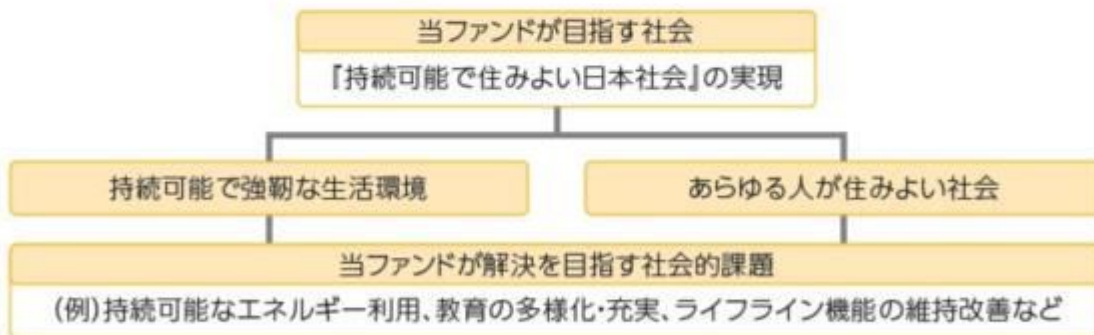 当ファンドが目指す社会
『持続可能で住みよい日本社会』の実現
持続可能で強靭な生活環境
あらゆる人が住みよい社会
当ファンドが解決を目指す社会的課題
(例)持続可能なエネルギー利用、教育の多様化・充実、ライフライン機能の維持改善など